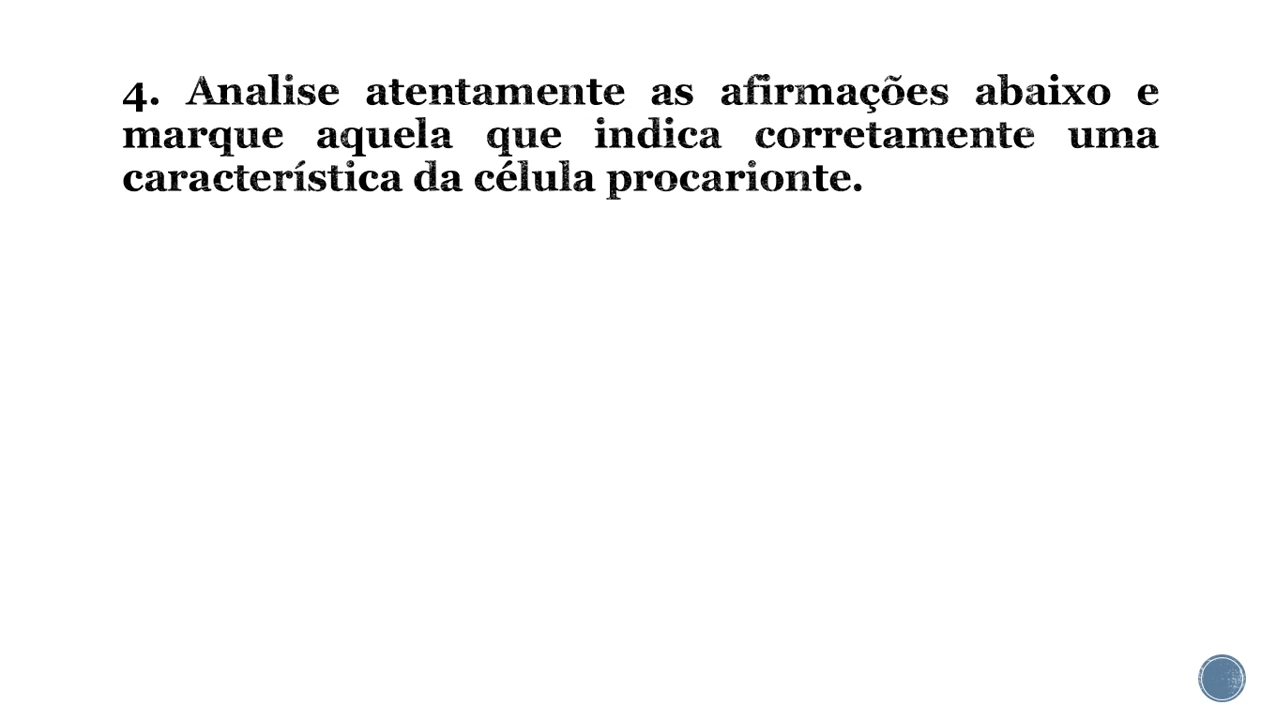 4. Analise atentamente as afirmações abaixo e
marque aquela que indica corretamente uma
característica da célula procarionte.